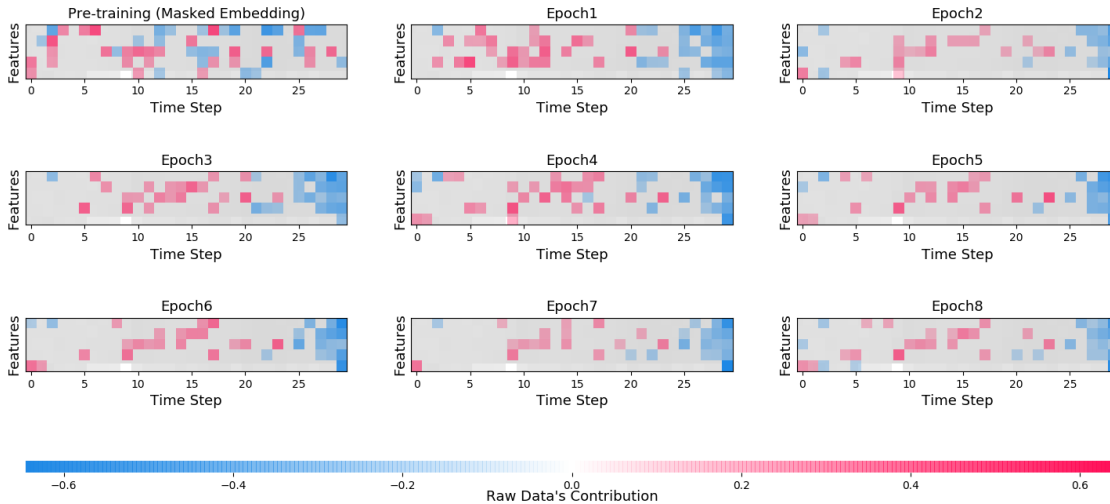 Pre-training (Masked Embedding) Epoch1 Epoch2
Features Features Features
0 5 10 15 20 25 0 5 10 15 20 25 0 5 10 15 20 25
Time Step Time Step Time Step
Epoch3 Epoch4 Epoch5
Features Features Features
0 5 10 15 20 25 0 5 10 15 20 25 0 5 10 15 20 25
Time Step Time Step Time Step
Epoch6 Epoch7 Epoch8
Features Features Features
0 5 10 15 20 25 0 5 10 15 20 25 0 5 10 15 20 25
Time Step Time Step Time Step
−0.6 −0.4 −0.2 0.0 0.2 0.4 0.6
Raw Data's Contribution